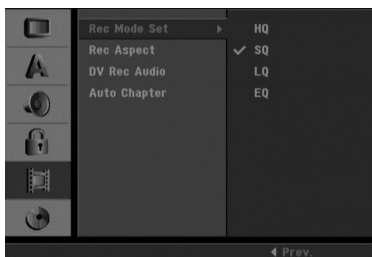 Rec Mode Set
Rec Aspect
DV Rec Audio
Auto Chapter
HQ
SQ
LQ
EQ
Prev.